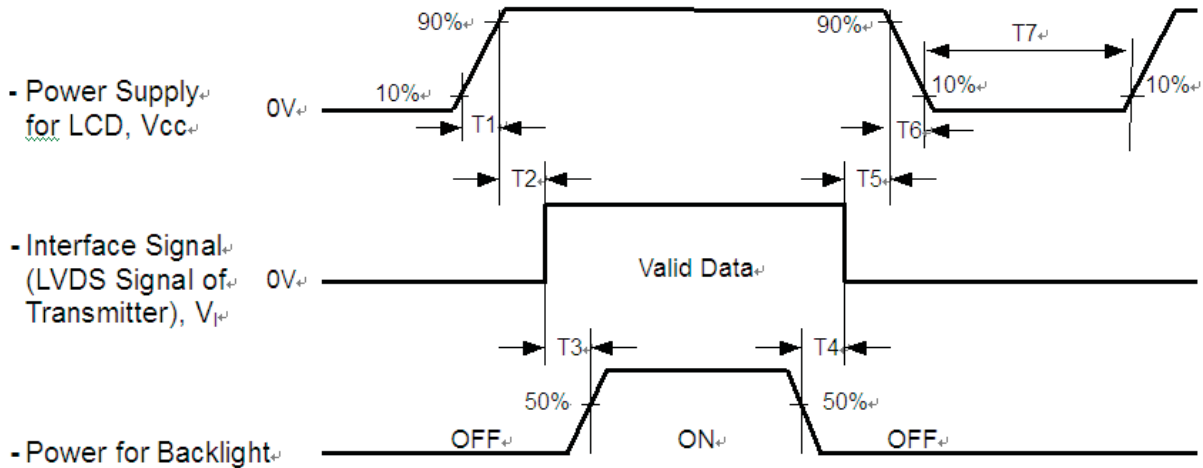 90%
90%
T7
- Power Supply
for LCD, Vcc
10%
0V
10%
10%
T1
T6
T2
T5
- Interface Signal
(LVDS Signal of
Transmitter), VI
0V
Valid Data
T3
T4
50%
50%
- Power for Backlight
OFF
ON
OFF